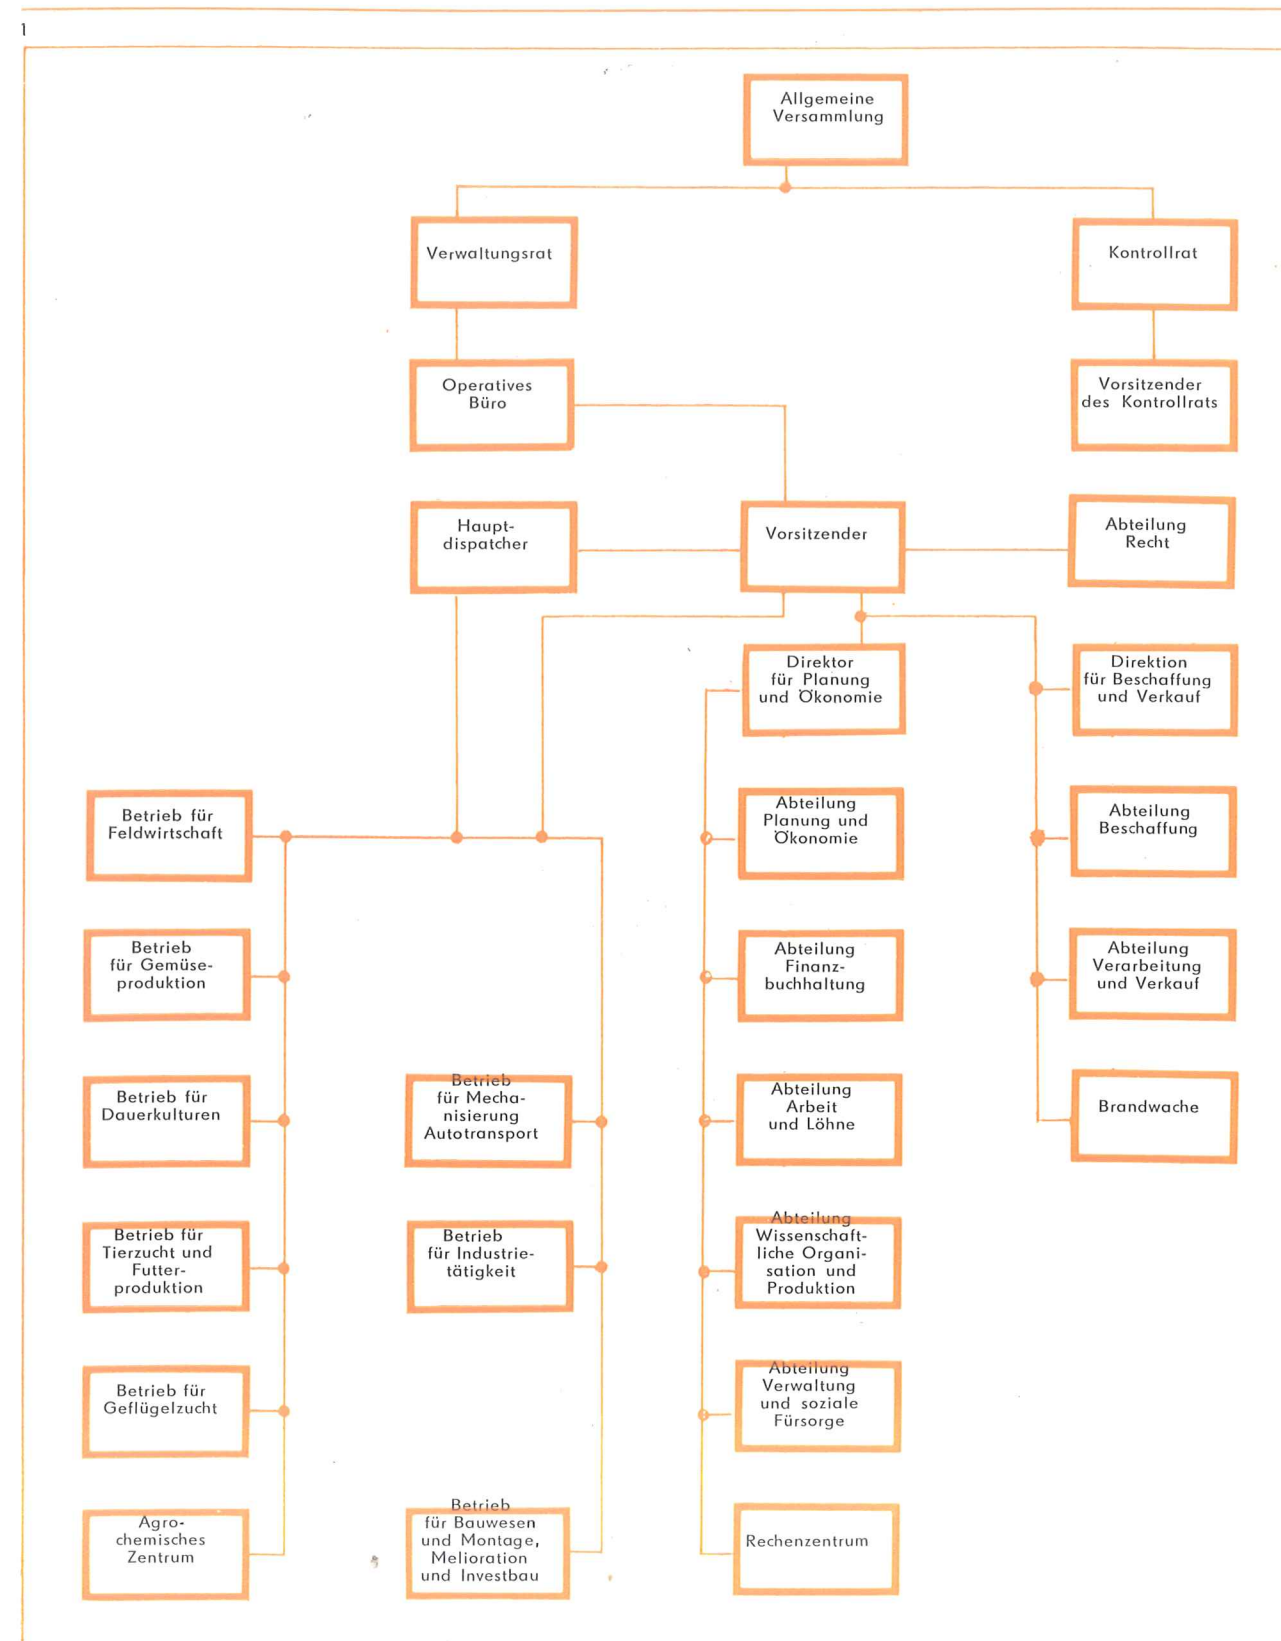 1
Allgemeine
Versammlung
Verwaltungsrat
Kontrollrat
Operatives
Büro
Vorsitzender
des Kontrollrats
Haupt-
dispatcher
Vorsitzender
Abteilung
Recht
Direktor
für Planung
und Ökonomie
Direktion
für Beschaffung
und Verkauf
Betrieb für
Feldwirtschaft
Abteilung
Planung und
Ökonomie
Abteilung
Beschaffung
Betrieb
für Gemüse-
produktion
Abteilung
Finanz-
buchhaltung
Abteilung
Verarbeitung
und Verkauf
Betrieb für
Dauerkulturen
Betrieb
für Mecha-
nisierung
Autotransport
Abteilung
Arbeit
und Löhne
Brandwache
Betrieb für
Tierzucht und
Futter-
produktion
Betrieb
für Industrie-
tätigkeit
Abteilung
Wissenschaft-
liche Organi-
sation und
Produktion
Betrieb für
Geflügelzucht
Abteilung
Verwaltung
und soziale
Fürsorge
Agro-
chemisches
Zentrum
Betrieb
für Bauwesen
und Montage,
Melioration
und Investbau
Rechenzentrum